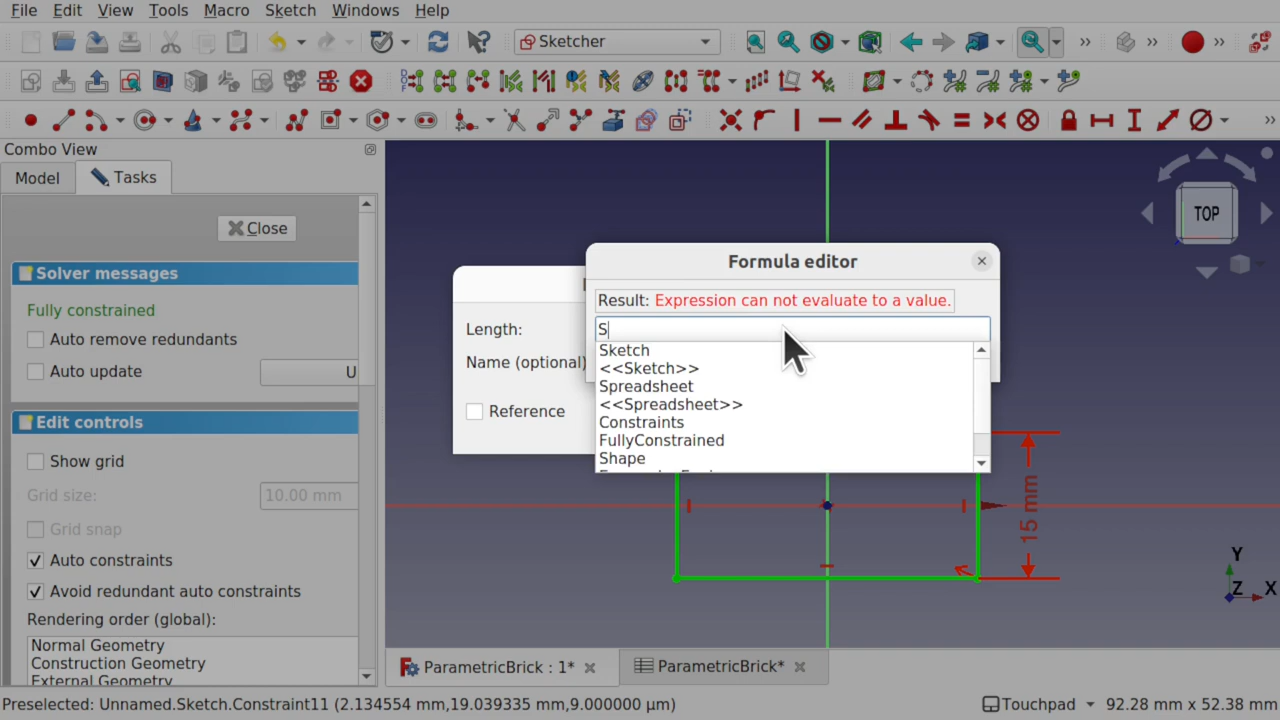 File Edit View Tools Macro Sketch Windows Help
Sketcher
Combo View
Model Tasks
Close
Solver messages
Fully constrained
Auto remove redundants
Auto update
U
Edit controls
Show grid
Grid size: 10.00 mm
Grid snap
Auto constraints
Avoid redundant auto constraints
Rendering order (global):
Normal Geometry
Construction Geometry
Length:
Name (optional)
Reference
Formula editor
Result: Expression can not evaluate to a value.
S
Sketch
<<Sketch>>
Spreadsheet
<<Spreadsheet>>
Constraints
FullyConstrained
Shape
TOP
15 mm
Y
Z X
ParametricBrick : 1* ParametricBrick*
Preselected: Unnamed.Sketch.Constraint11 (2.134554 mm,19.039335 mm,9.000000 µm) Touchpad 92.28 mm x 52.38 mm